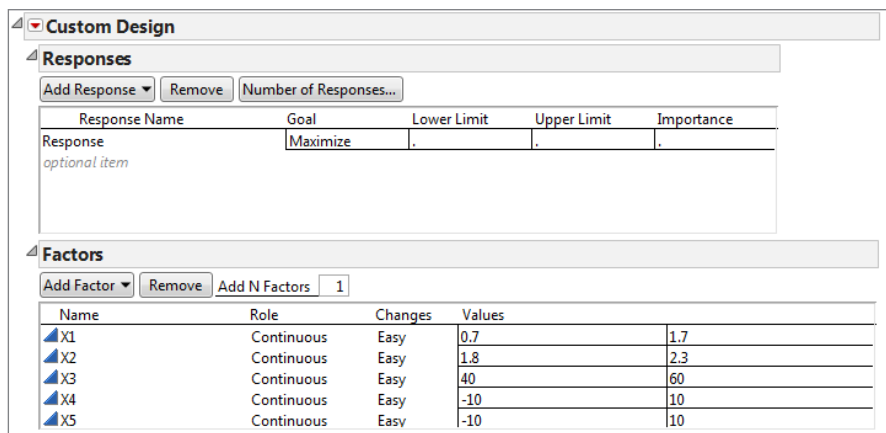 Custom Design
Responses
Add Response Remove Number of Responses...
Response Name Goal Lower Limit Upper Limit Importance
Response Maximize . . .
optional item
Factors
Add Factor Remove Add N Factors 1
Name Role Changes Values
X1 Continuous Easy 0.7 1.7
X2 Continuous Easy 1.8 2.3
X3 Continuous Easy 40 60
X4 Continuous Easy -10 10
X5 Continuous Easy -10 10